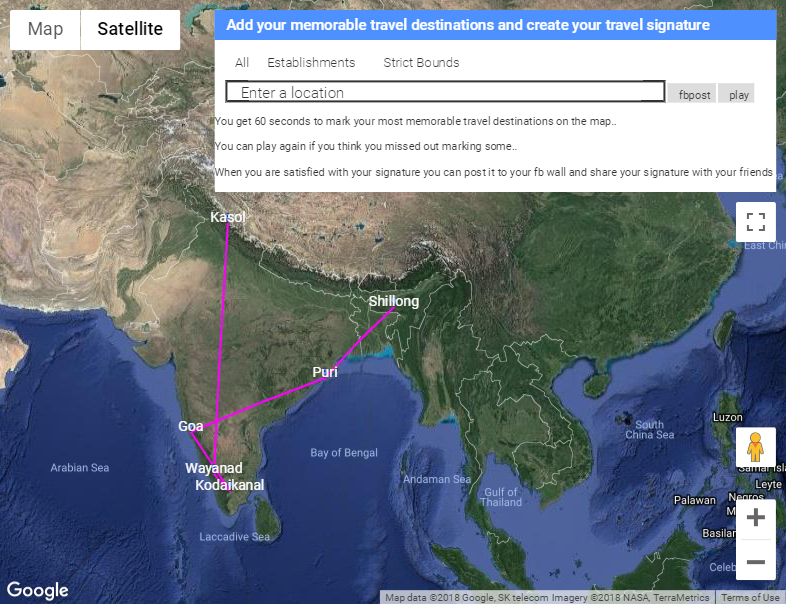 Map Satellite
Add your memorable travel destinations and create your travel signature
All Establishments Strict Bounds
Enter a location fbpost play
You get 60 seconds to mark your most memorable travel destinations on the map..
You can play again if you think you missed out marking some..
When you are satisfied with your signature you can post it to your fb wall and share your signature with your friends
Kasol
East Chi
Shillong
Puri
Luzon
Goa
South
China Sea
Bay of Bengal
Arabian Sea
Wayanad
Samar Isl
Andaman Sea
Kodaikanal
Leyte
Gulf of
Thailand
Palawan
Negros
M
Laccadive Sea
Basilan
Celeb
Google
Map data ©2018 Google, SK telecom Imagery ©2018 NASA, TerraMetrics Terms of Use